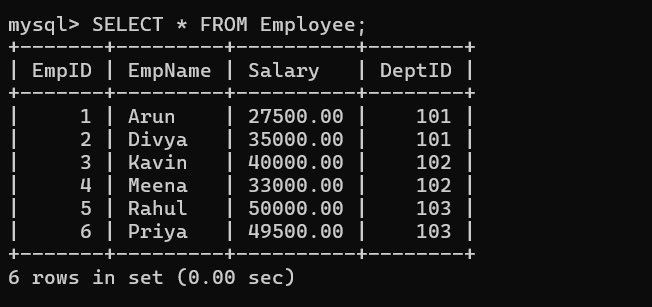 mysql> SELECT * FROM Employee;
+-------+---------+----------+--------+
| EmpID | EmpName | Salary   | DeptID |
+-------+---------+----------+--------+
|     1 | Arun    | 27500.00 |    101 |
|     2 | Divya   | 35000.00 |    101 |
|     3 | Kavin   | 40000.00 |    102 |
|     4 | Meena   | 33000.00 |    102 |
|     5 | Rahul   | 50000.00 |    103 |
|     6 | Priya   | 49500.00 |    103 |
+-------+---------+----------+--------+
6 rows in set (0.00 sec)